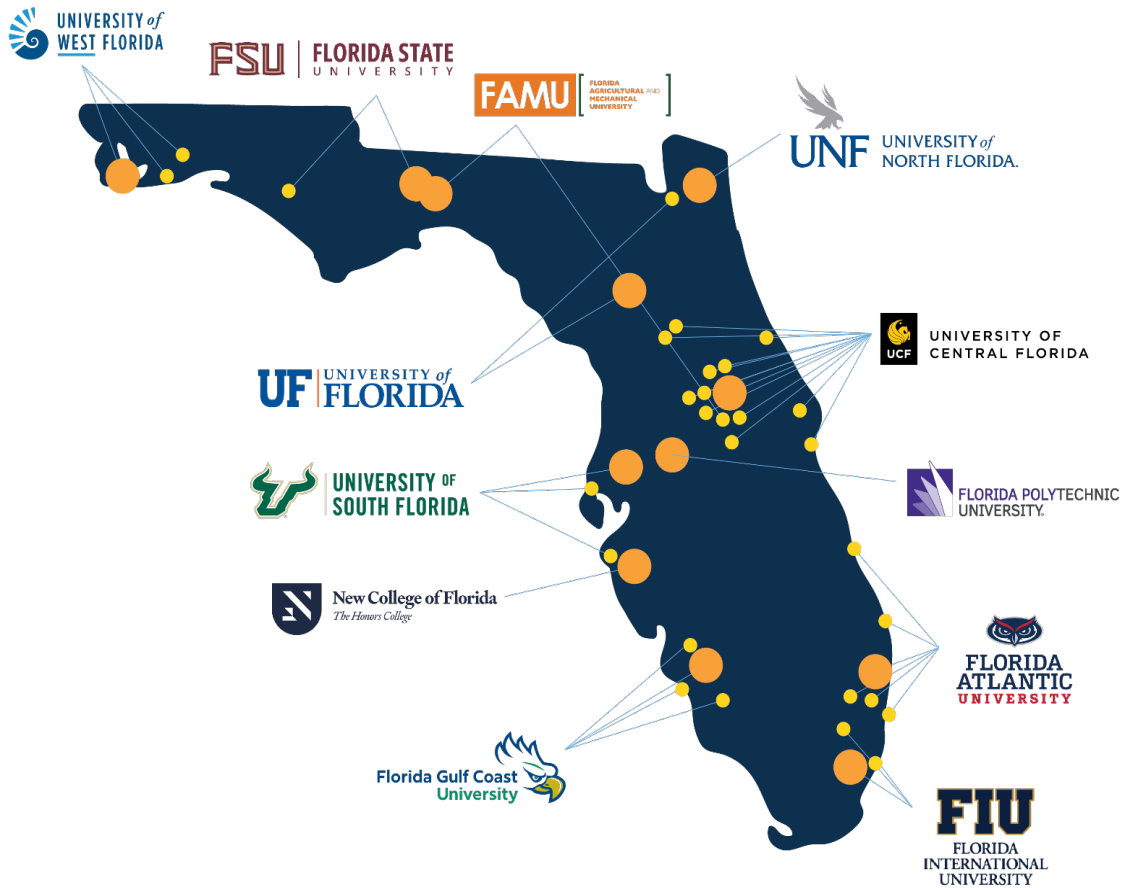 UNIVERSITY of
WEST FLORIDA
FSU
FLORIDA STATE
UNIVERSITY
FAMU
FLORIDA
AGRICULTURAL AND
MECHANICAL
UNIVERSITY
UNF
UNIVERSITY of
NORTH FLORIDA.
UCF
UNIVERSITY OF
CENTRAL FLORIDA
UF
UNIVERSITY of
FLORIDA
UNIVERSITY OF
SOUTH FLORIDA
FLORIDA POLYTECHNIC
UNIVERSITY
New College of Florida
The Honors College
FLORIDA
ATLANTIC
UNIVERSITY
Florida Gulf Coast
University
FIU
FLORIDA
INTERNATIONAL
UNIVERSITY